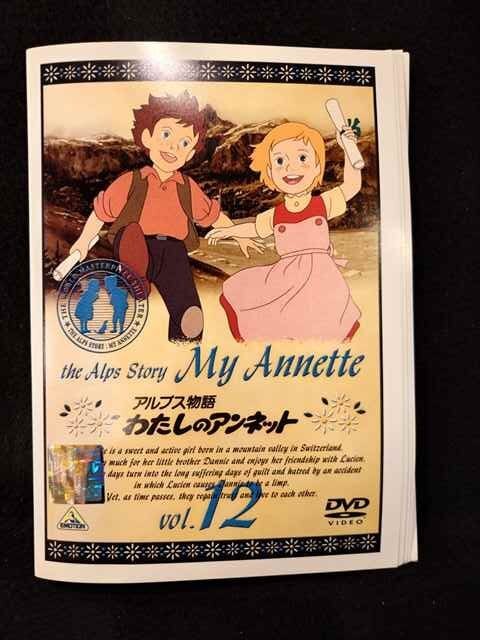 THE WORLD MASTERPIECE THEATER
THE ALPS STORY : MY ANNETTE
the Alps Story My Annette
アルプス物語
わたしのアンネット
is a sweet and active girl born in a mountain valley in Switzerland.
much for her little brother Dannie and enjoys her friendship with Lucien.
days turn into the long suffering days of guilt and hatred by an accident
in which Lucien causes Dannie to be a limp.
Yet, as time passes, they regain trust and love to each other.
vol.12
EMOTION
DVD
VIDEO